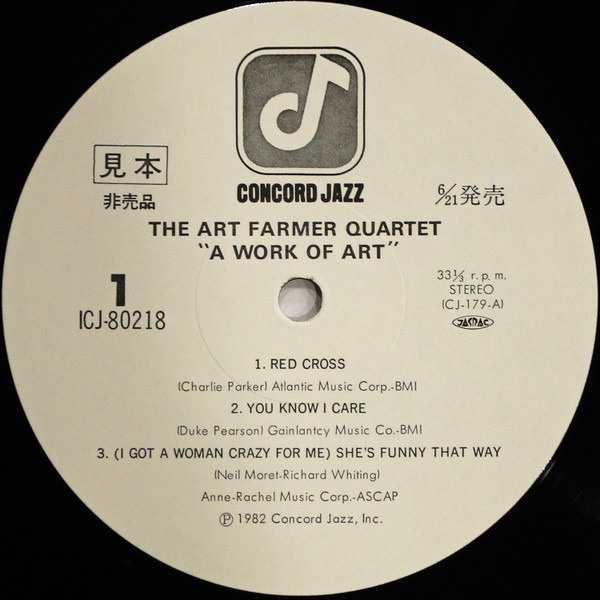 CONCORD JAZZ
見本
非売品
6/21発売
THE ART FARMER QUARTET
"A WORK OF ART"
1
ICJ-80218
33⅓ r. p. m.
STEREO
(CJ-179-A)
JASRAC
1. RED CROSS
(Charlie Parker) Atlantic Music Corp.-BMI
2. YOU KNOW I CARE
(Duke Pearson) Gainlantcy Music Co.-BMI
3. (I GOT A WOMAN CRAZY FOR ME) SHE'S FUNNY THAT WAY
(Neil Moret-Richard Whiting)
Anne-Rachel Music Corp.-ASCAP
Ⓟ 1982 Concord Jazz, Inc.